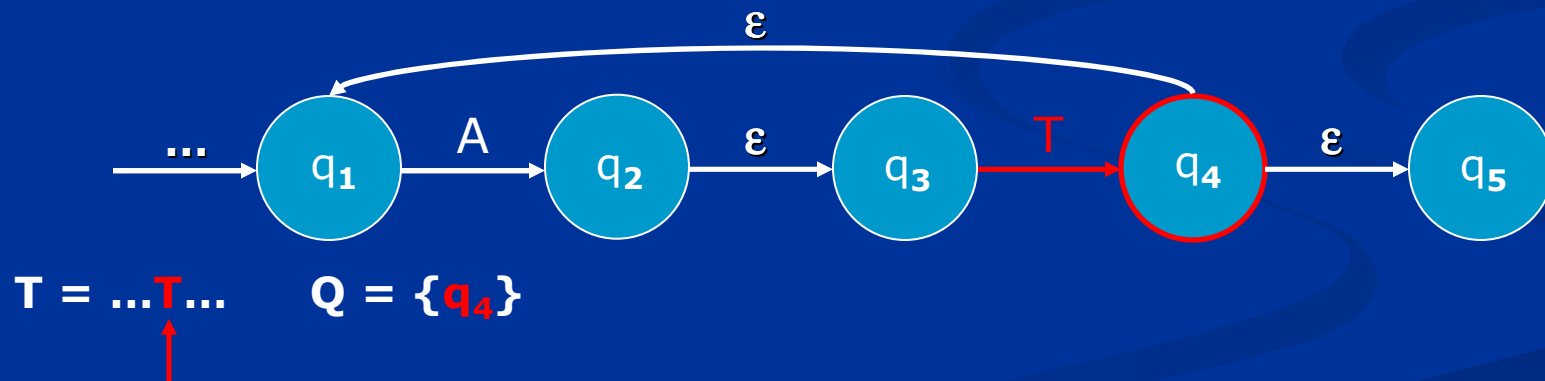 ε
... A ε T ε
q1 q2 q3 q4 q5
T = ...T... Q = {q4}